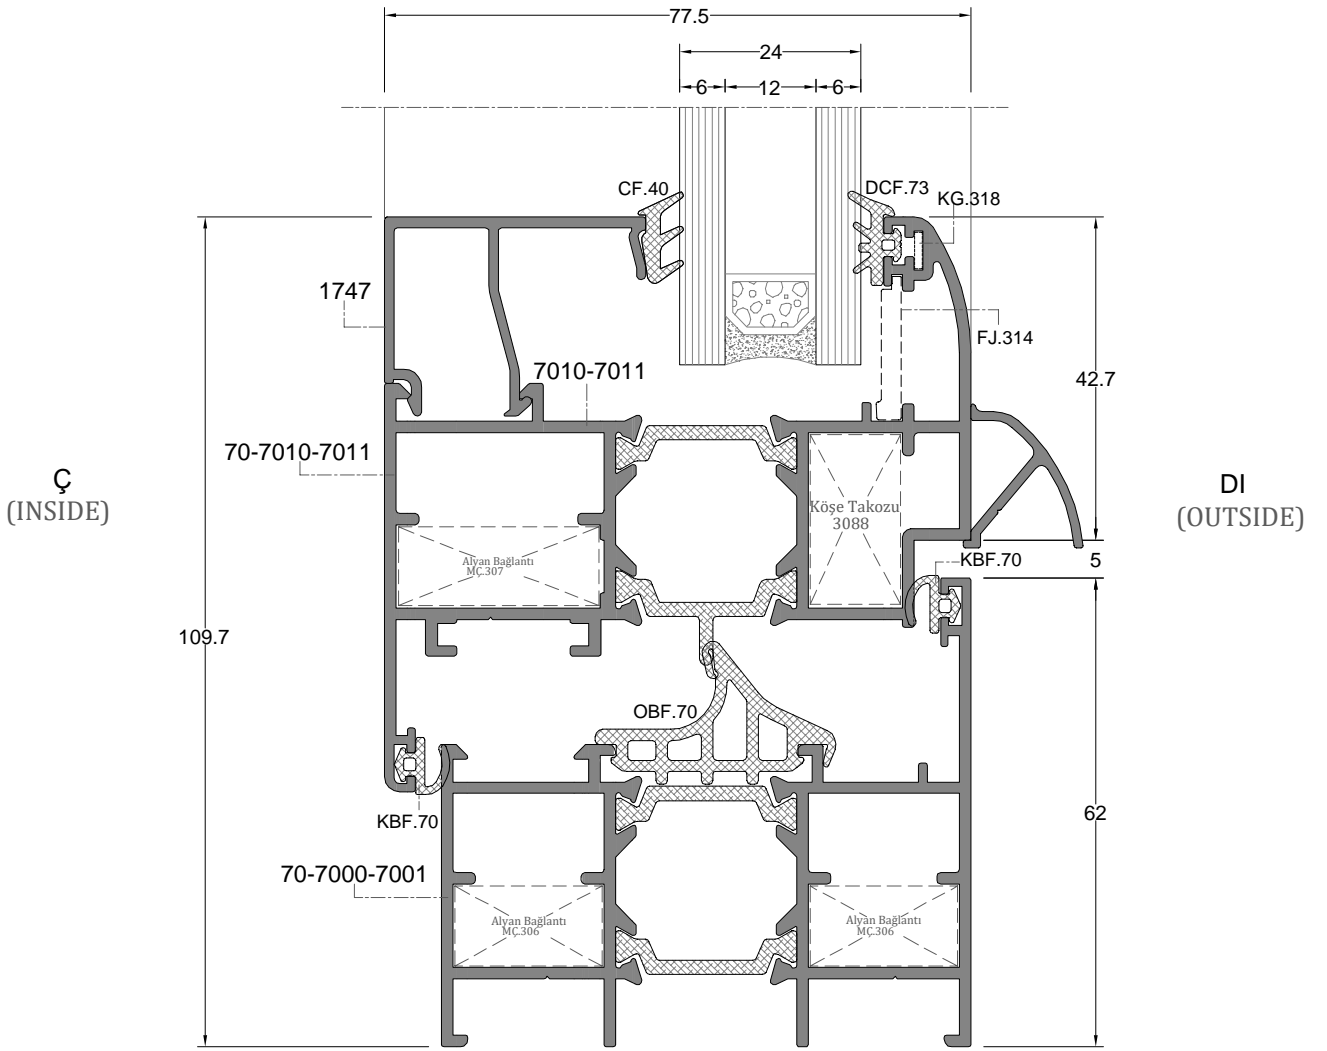 77.5
24
6
12
6
CF.40
DCF.73
KG.318
1747
FJ.314
7010-7011
42.7
70-7010-7011
Ç
(INSIDE)
DI
(OUTSIDE)
Köşe Takozu
3088
Alyan Bağlantı
MÇ.307
KBF.70
5
109.7
OBF.70
KBF.70
62
70-7000-7001
Alyan Bağlantı
MÇ.306
Alyan Bağlantı
MÇ.306